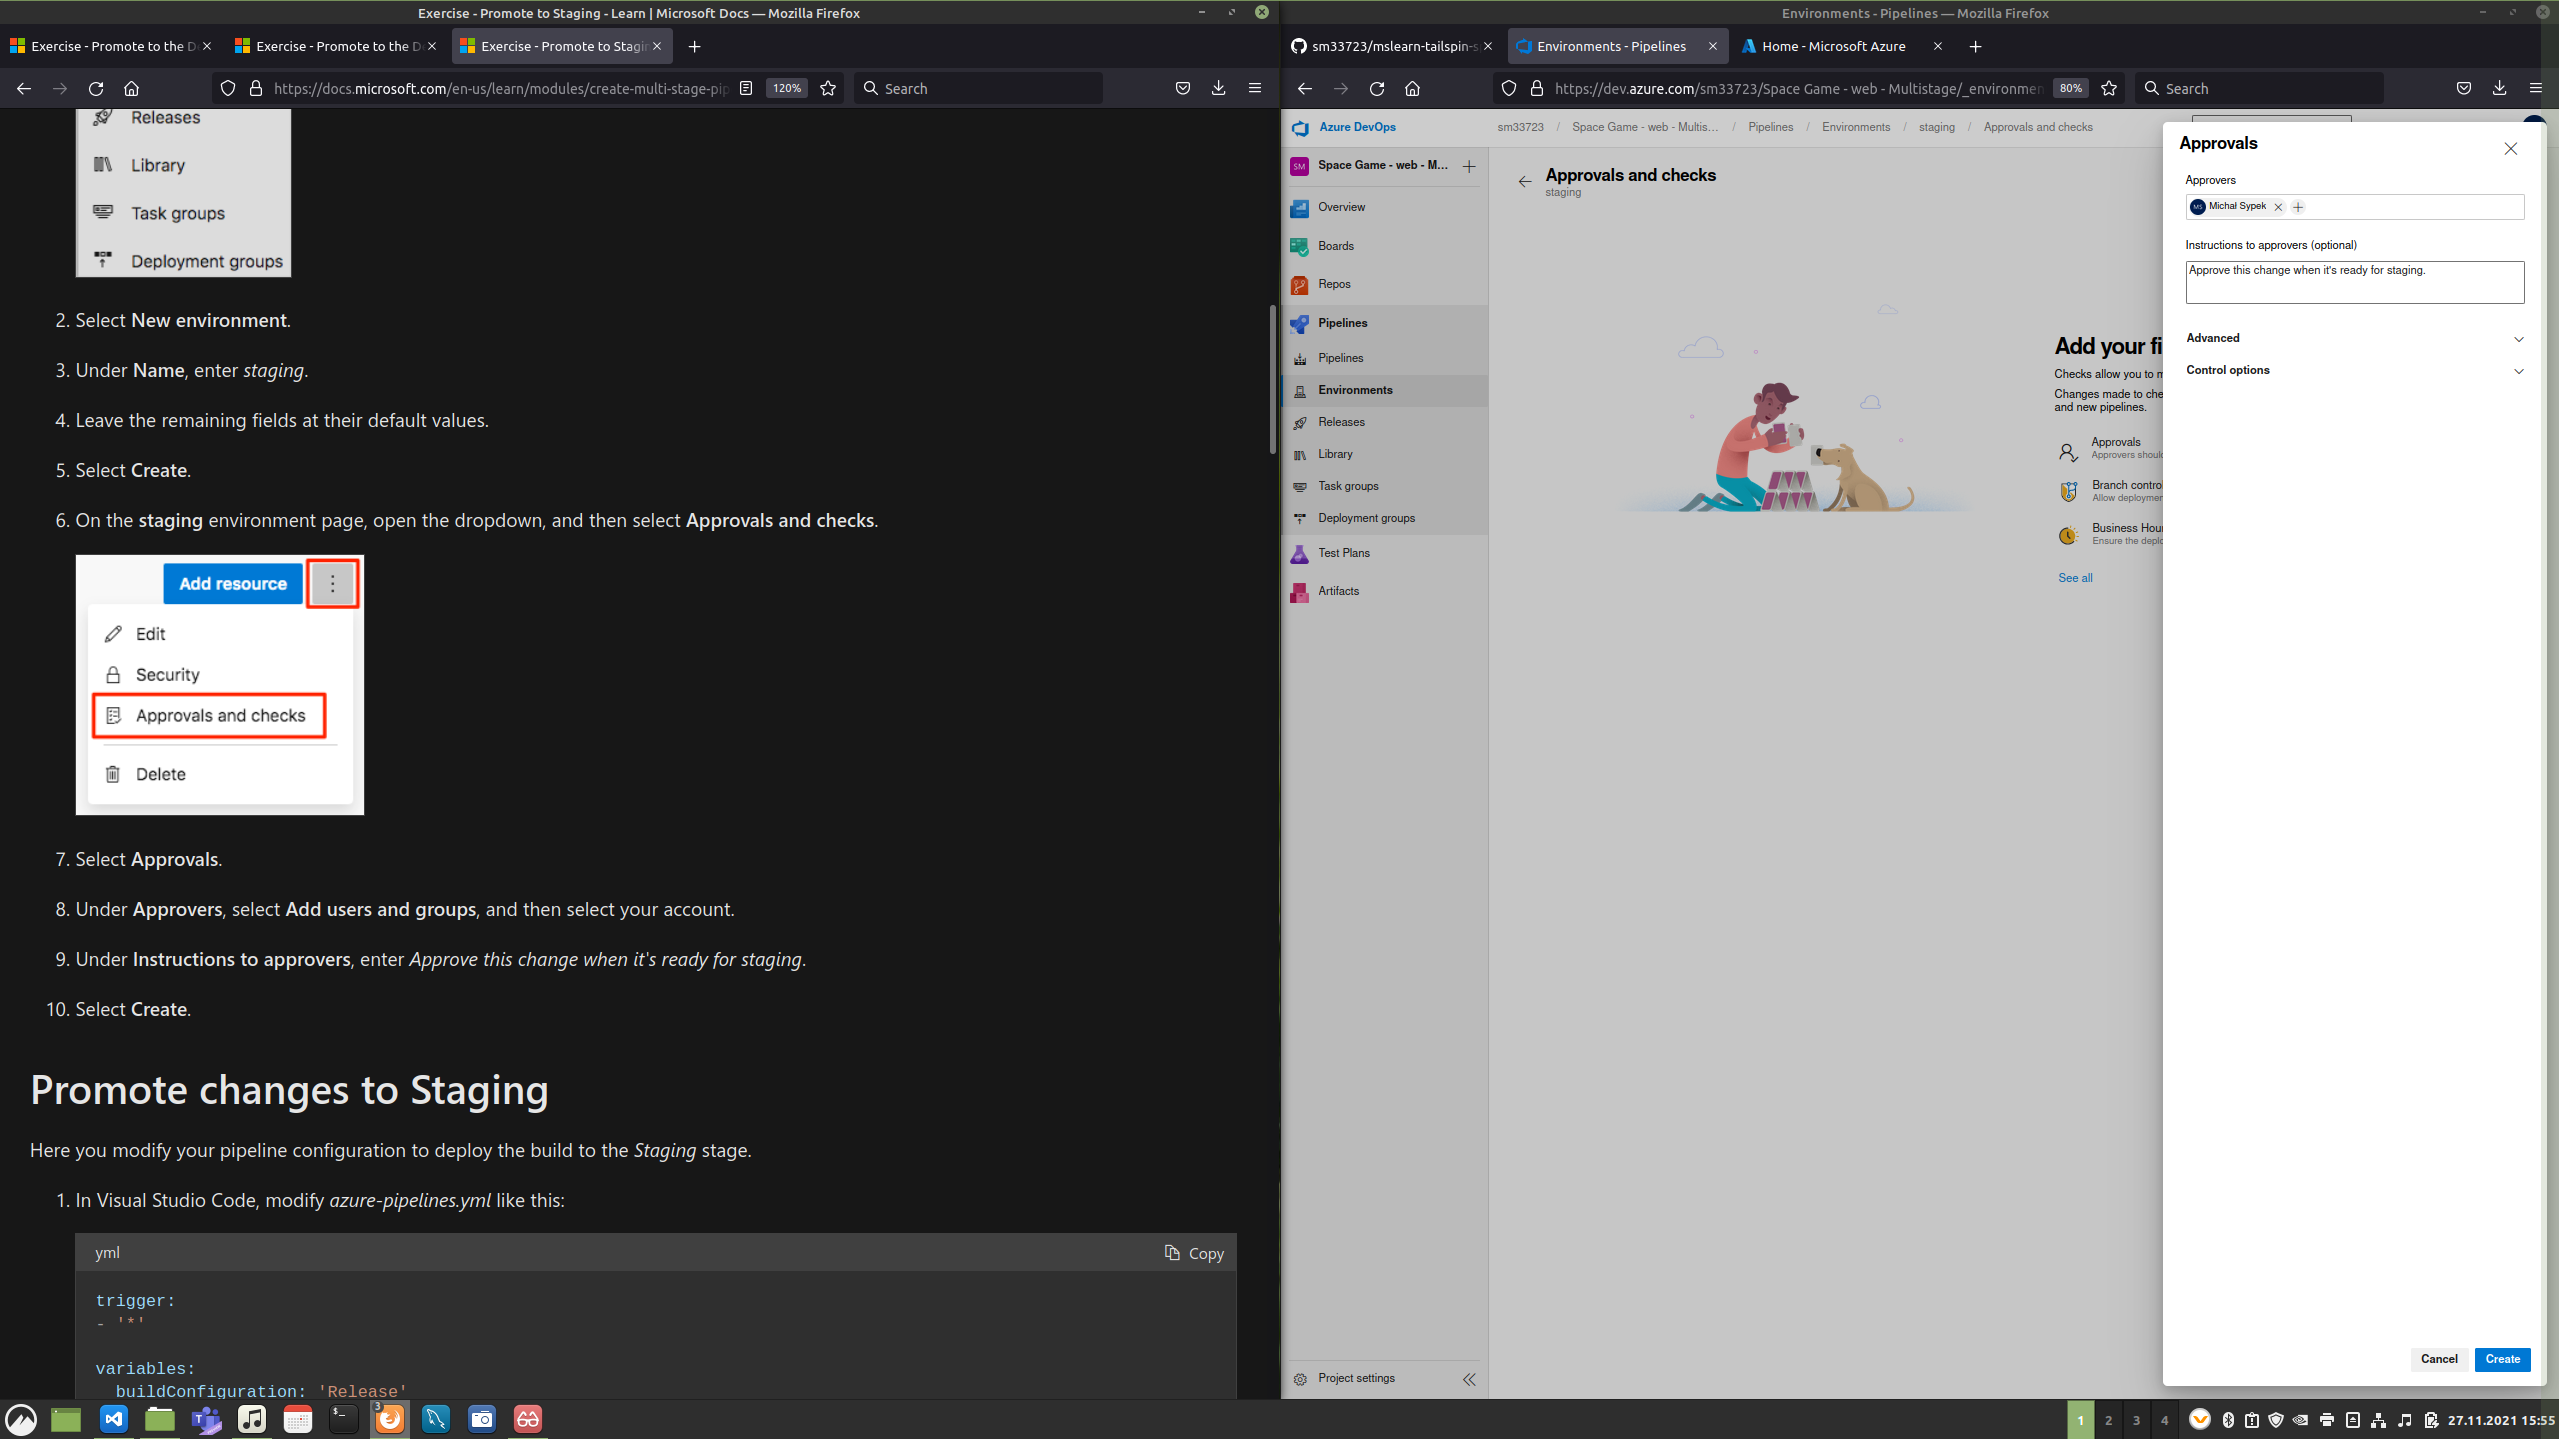 Exercise - Promote to Staging - Learn | Microsoft Docs — Mozilla Firefox
Exercise - Promote to the D
Exercise - Promote to the D
Exercise - Promote to Stagin
https://docs.microsoft.com/en-us/learn/modules/create-multi-stage-pip
120%
Search
Releases
Library
Task groups
Deployment groups
2. Select New environment.
3. Under Name, enter staging.
4. Leave the remaining fields at their default values.
5. Select Create.
6. On the staging environment page, open the dropdown, and then select Approvals and checks.
Add resource
Edit
Security
Approvals and checks
Delete
7. Select Approvals.
8. Under Approvers, select Add users and groups, and then select your account.
9. Under Instructions to approvers, enter Approve this change when it's ready for staging.
10. Select Create.
Promote changes to Staging
Here you modify your pipeline configuration to deploy the build to the Staging stage.
1. In Visual Studio Code, modify azure-pipelines.yml like this:
yml
Copy
trigger:
- '*'
variables:
buildConfiguration: 'Release'
Environments - Pipelines — Mozilla Firefox
sm33723/mslearn-tailspin-s
Environments - Pipelines
Home - Microsoft Azure
https://dev.azure.com/sm33723/Space Game - web - Multistage/_environmen
80%
Search
Azure DevOps
sm33723 / Space Game - web - Multis... / Pipelines / Environments / staging / Approvals and checks
SM
Space Game - web - M...
Overview
Boards
Repos
Pipelines
Pipelines
Environments
Releases
Library
Task groups
Deployment groups
Test Plans
Artifacts
Project settings
Approvals and checks
staging
Add your fi
Checks allow you to m
Changes made to che
and new pipelines.
Approvals
Approvers shoul
Branch control
Allow deploymen
Business Hou
Ensure the deplo
See all
Approvals
Approvers
MS
Michał Sypek
Instructions to approvers (optional)
Approve this change when it's ready for staging.
Advanced
Control options
Cancel
Create
3
1
2
3
4
27.11.2021 15:55